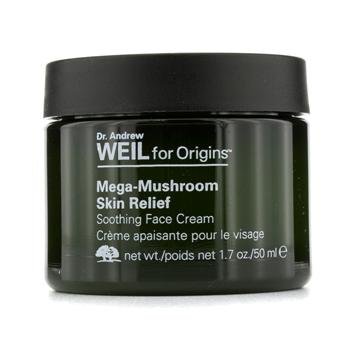 Dr. Andrew
WEIL for Origins™
Mega-Mushroom
Skin Relief
Soothing Face Cream
Crème apaisante pour le visage
net wt./poids net 1.7 oz./50 ml ℮